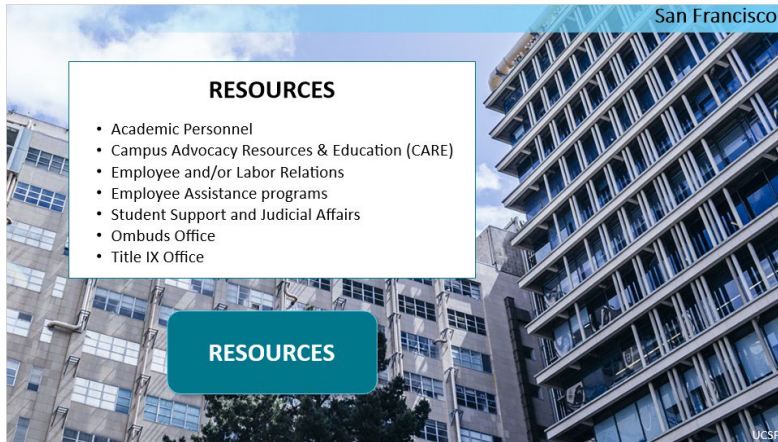 San Francisco
RESOURCES
• Academic Personnel
• Campus Advocacy Resources & Education (CARE)
• Employee and/or Labor Relations
• Employee Assistance programs
• Student Support and Judicial Affairs
• Ombuds Office
• Title IX Office
RESOURCES
UCSF